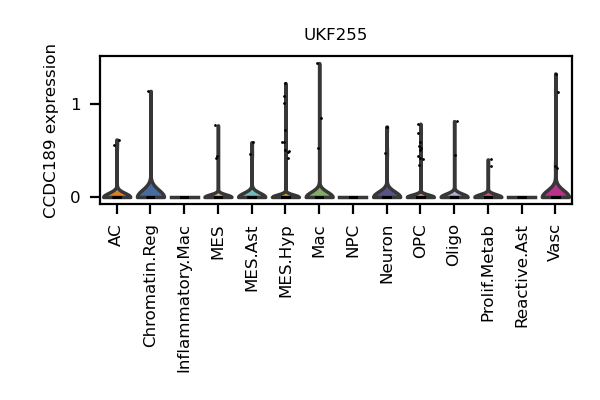 UKF255
CCDC189 expression
1
0
AC
Chromatin.Reg
Inflammatory.Mac
MES
MES.Ast
MES.Hyp
Mac
NPC
Neuron
OPC
Oligo
Prolif.Metab
Reactive.Ast
Vasc